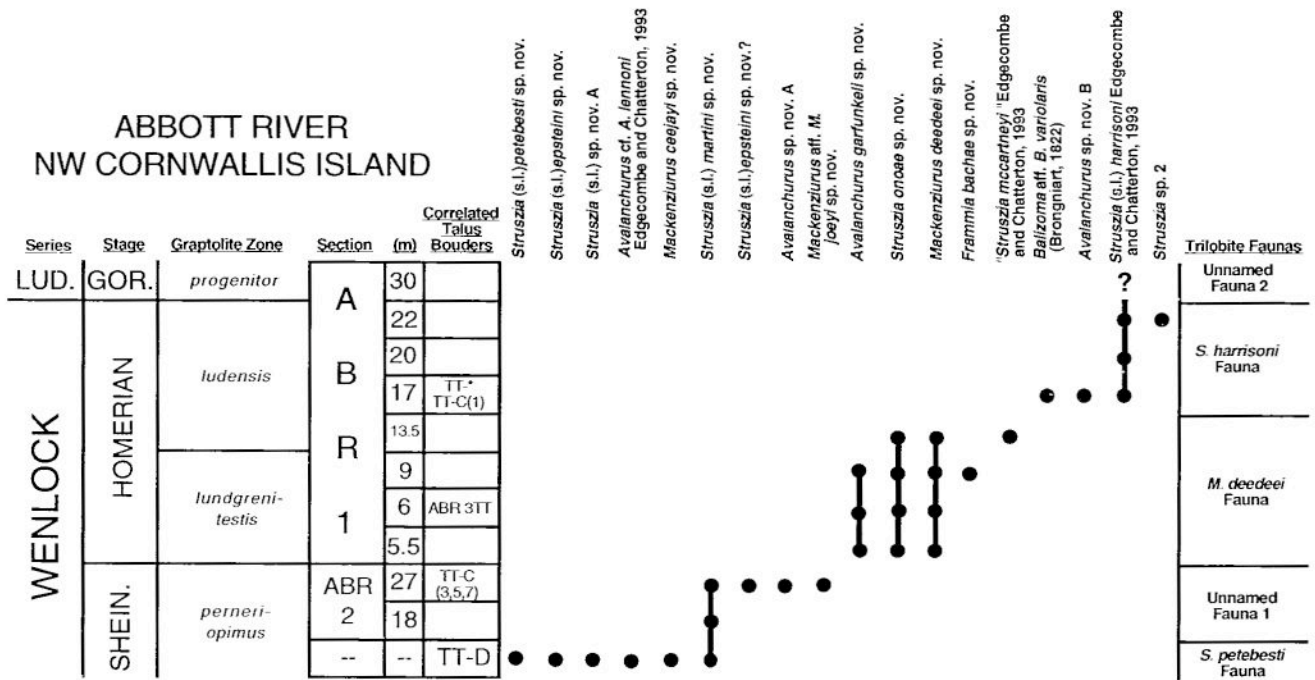 ABBOTT RIVER
NW CORNWALLIS ISLAND
Struszia (s.l.)petebesti sp. nov.
Struszia (s.l.)epsteini sp. nov.
Struszia (s.l.) sp. nov. A
Avalanchurus cf. A. lennoni
Edgecombe and Chatterton, 1993
Mackenziurus ceejayi sp. nov.
Struszia (s.l.) martini sp. nov.
Struszia (s.l.)epsteini sp. nov.?
Avalanchurus sp. nov. A
Mackenziurus aff. M.
joeyi sp. nov.
Avalanchurus garfunkeli sp. nov.
Struszia onoae sp. nov.
Mackenziurus deedeei sp. nov.
Frammia bachae sp. nov.
"Struszia mccartneyi "Edgecombe
and Chatterton, 1993
Balizoma aff. B. variolaris
(Brongniart, 1822)
Avalanchurus sp. nov. B
Struszia (s.l.) harrisoni Edgecombe
and Chatterton, 1993
Struszia sp. 2
Series
Stage
Graptolite Zone
Section
(m)
Correlated
Talus
Bouders
Trilobite Faunas
LUD.
GOR.
progenitor
30
?
Unnamed
Fauna 2
WENLOCK
HOMERIAN
ludensis
A
B
R
1
22
20
17
TT-*
TT-C(1)
13.5
S. harrisoni
Fauna
lundgreni-
testis
9
6
ABR 3TT
5.5
M. deedeei
Fauna
SHEIN.
perneri-
opimus
ABR
2
27
TT-C
(3,5,7)
18
Unnamed
Fauna 1
--
--
TT-D
S. petebesti
Fauna